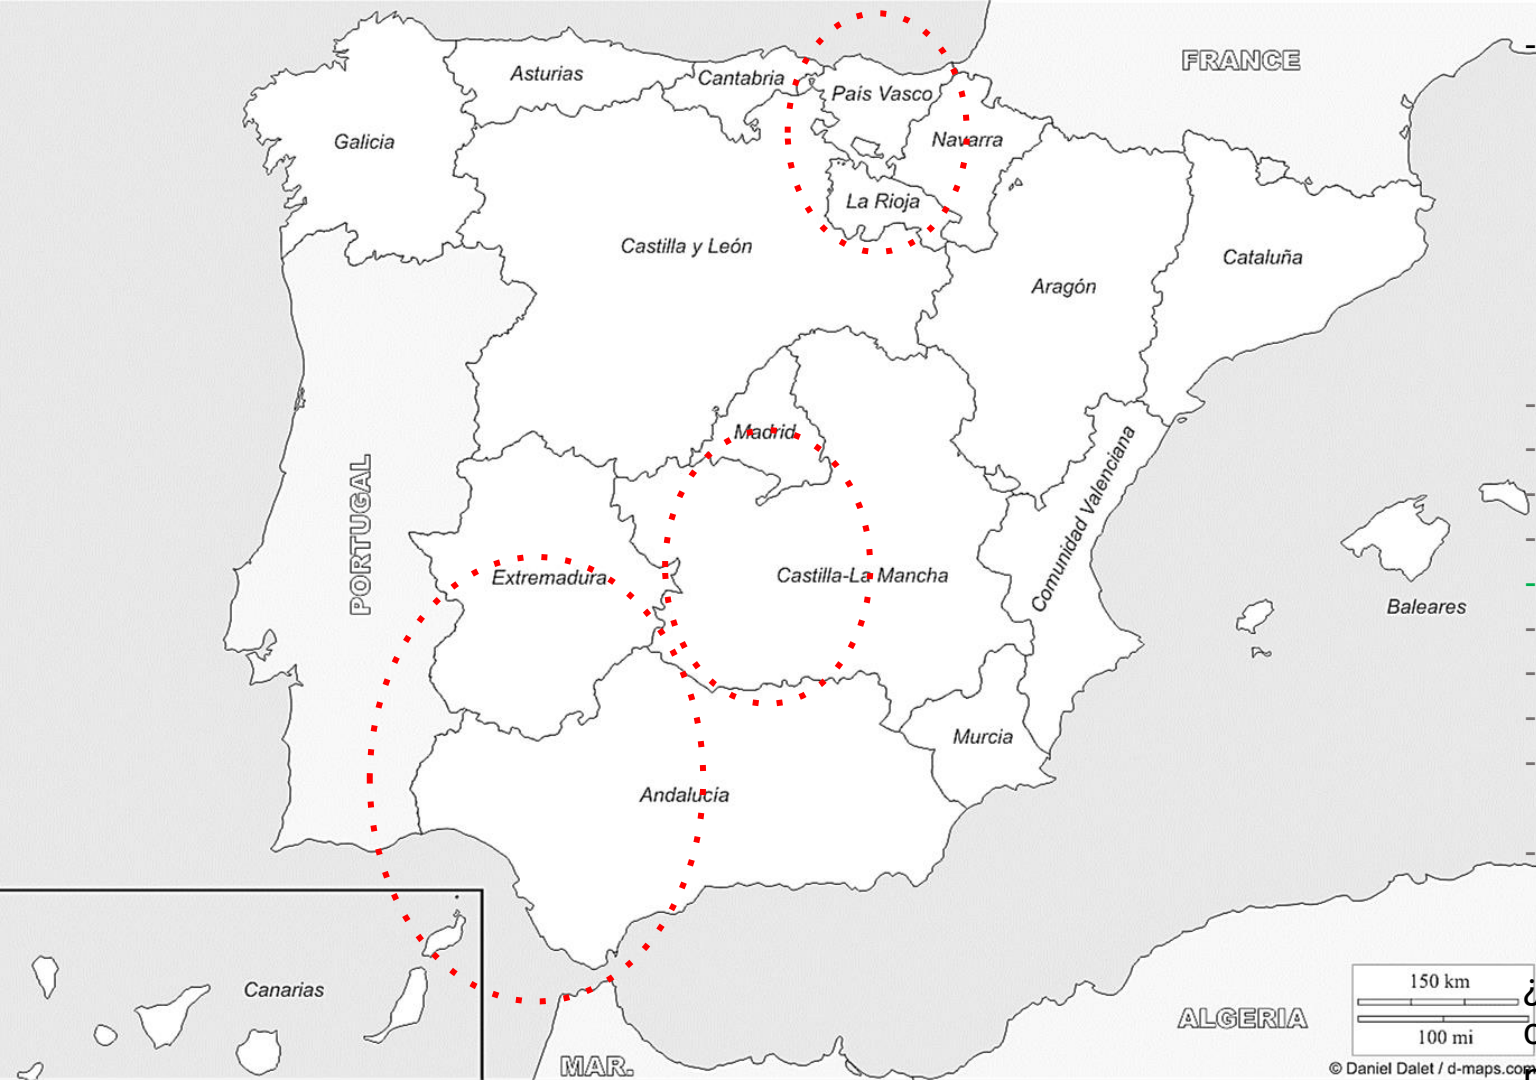 FRANCE
Asturias
Cantabria
País Vasco
Galicia
Navarra
La Rioja
Castilla y León
Cataluña
Aragón
Madrid
PORTUGAL
Comunidad Valenciana
Extremadura
Castilla-La Mancha
Baleares
Murcia
Andalucía
Canarias
150 km
¿
ALGERIA
100 mi
MAR.
© Daniel Dalet / d-maps.com